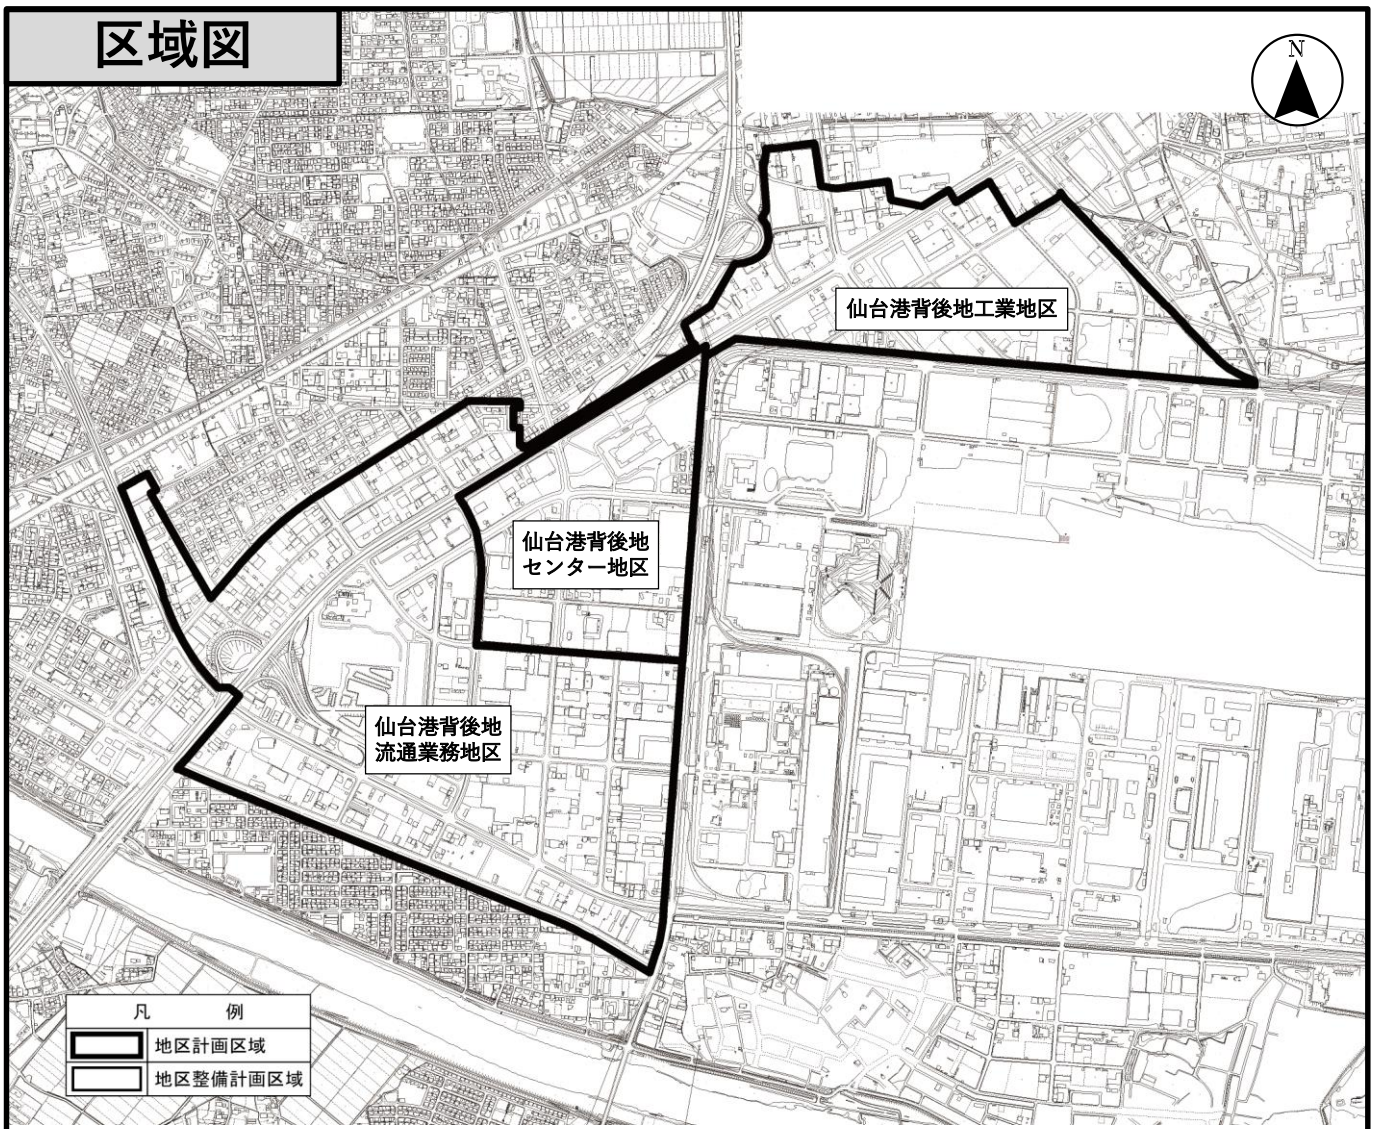 区域図
N
仙台港背後地工業地区
仙台港背後地
センター地区
仙台港背後地
流通業務地区
凡　例
地区計画区域
地区整備計画区域